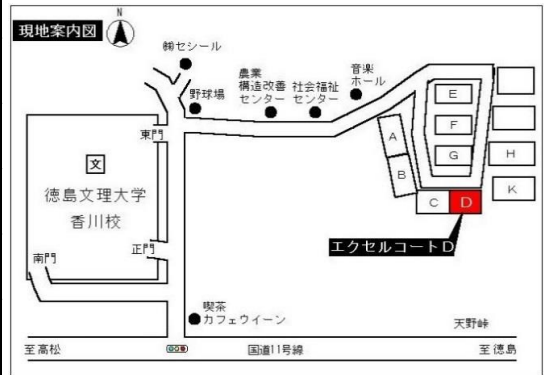 現地案内図
N
㈱セシール
野球場
農業
構造改善
センター
社会福祉
センター
音楽
ホール
東門
文
徳島文理大学
香川校
正門
南門
A
B
C
D
E
F
G
H
K
エクセルコートD
喫茶
カフェウイーン
天野峠
至高松
国道11号線
至徳島